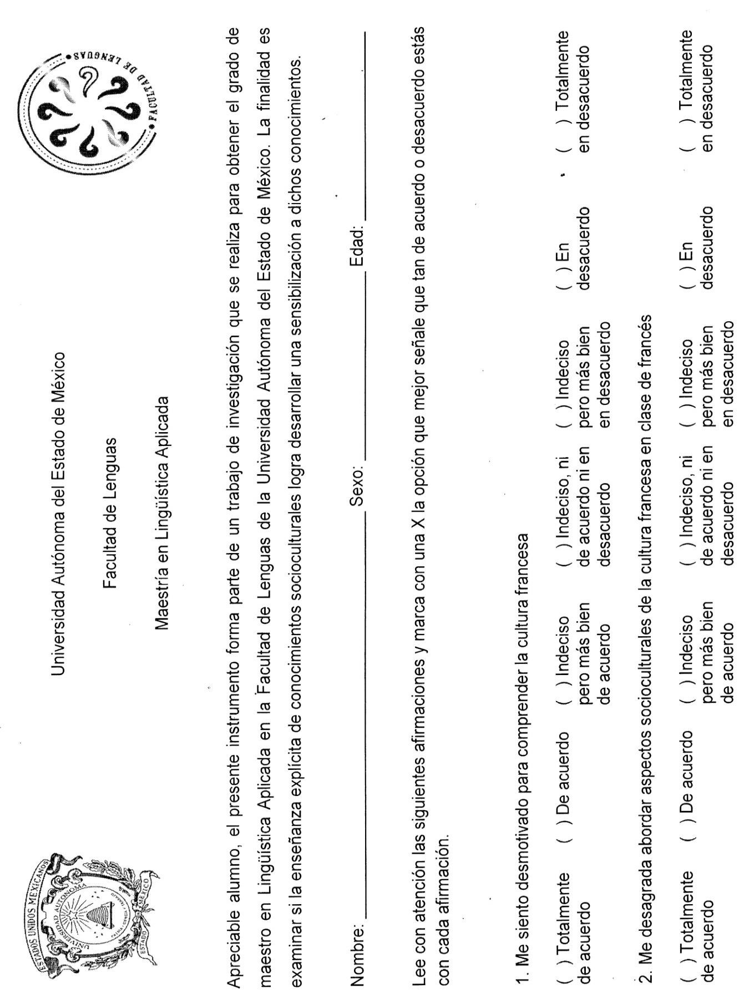 ESTADOS UNIDOS MEXICANOS
UNIVERSIDAD AUTONOMA
ESTADO MEXICO
Universidad Autónoma del Estado de México
Facultad de Lenguas
Maestría en Lingüística Aplicada
• FACULTAD DE LENGUAS •
Apreciable alumno, el presente instrumento forma parte de un trabajo de investigación que se realiza para obtener el grado de
maestro en Lingüística Aplicada en la Facultad de Lenguas de la Universidad Autónoma del Estado de México. La finalidad es
examinar si la enseñanza explícita de conocimientos socioculturales logra desarrollar una sensibilización a dichos conocimientos.
Nombre: ____________________ Sexo: __________ Edad: __________
Lee con atención las siguientes afirmaciones y marca con una X la opción que mejor señale que tan de acuerdo o desacuerdo estás
con cada afirmación.
1. Me siento desmotivado para comprender la cultura francesa
( ) Totalmente
de acuerdo
( ) De acuerdo
( ) Indeciso
pero más bien
de acuerdo
( ) Indeciso, ni
de acuerdo ni en
desacuerdo
( ) Indeciso
pero más bien
en desacuerdo
( ) En
desacuerdo
( ) Totalmente
en desacuerdo
2. Me desagrada abordar aspectos socioculturales de la cultura francesa en clase de francés
( ) Totalmente
de acuerdo
( ) De acuerdo
( ) Indeciso
pero más bien
de acuerdo
( ) Indeciso, ni
de acuerdo ni en
desacuerdo
( ) Indeciso
pero más bien
en desacuerdo
( ) En
desacuerdo
( ) Totalmente
en desacuerdo